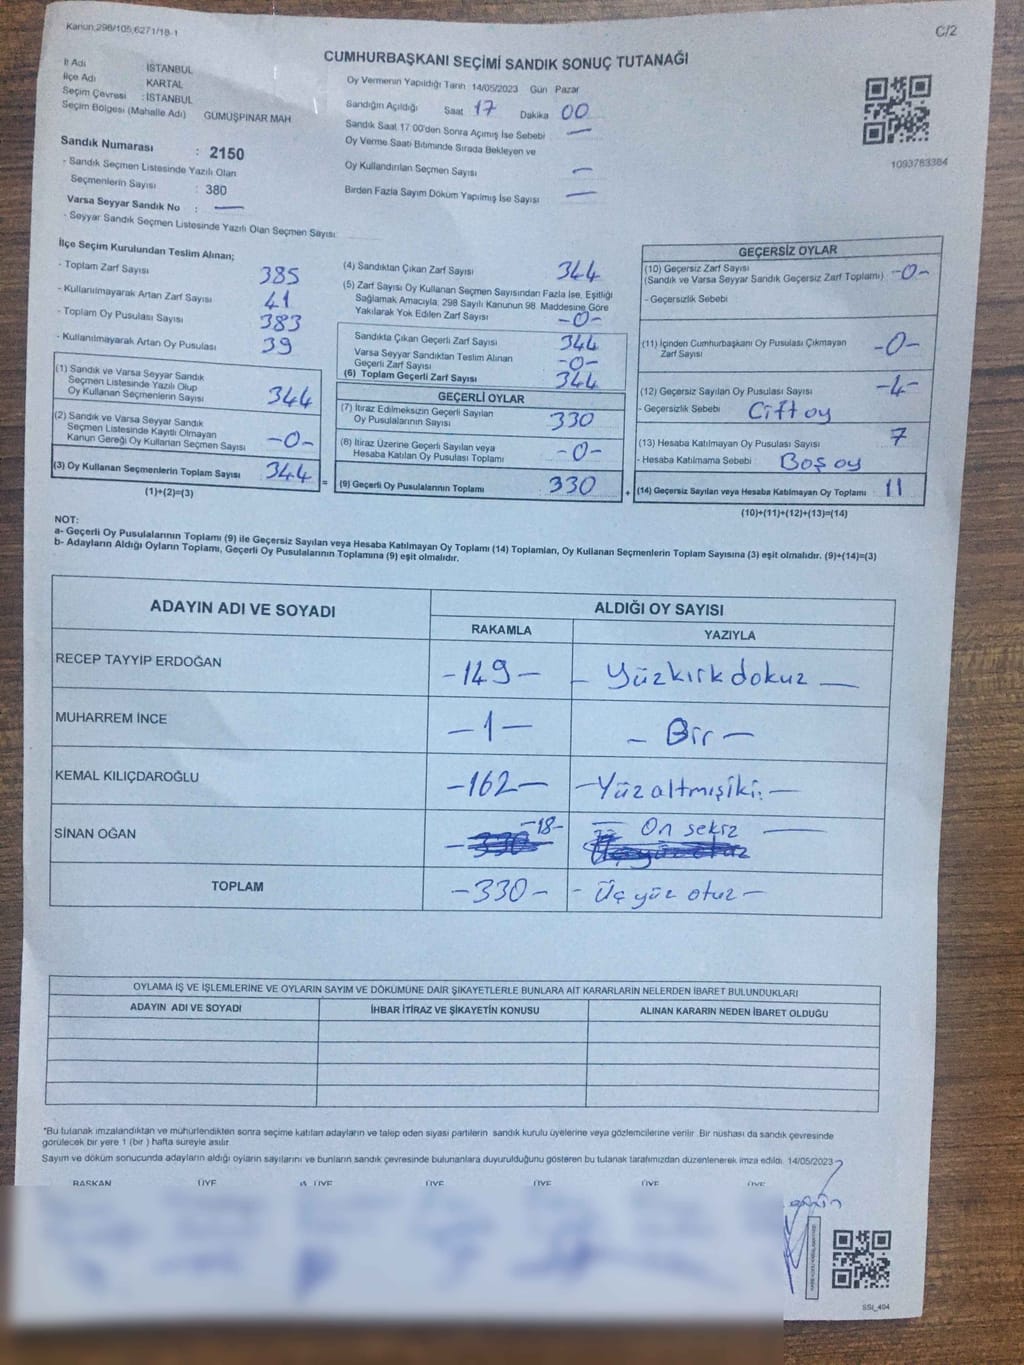 Kanun,298/105,6271/18-1
C/2
CUMHURBAŞKANI SEÇİMİ SANDIK SONUÇ TUTANAĞI
İl Adı İSTANBUL
İlçe Adı KARTAL
Seçim Çevresi : İSTANBUL
Seçim Bölgesi (Mahalle Adı) GÜMÜŞPINAR MAH
Oy Vermenin Yapıldığı Tarih 14/05/2023 Gün Pazar
Sandığın Açıldığı Saat 17 Dakika 00
Sandık Saat 17:00'den Sonra Açımış İse Sebebi —
Oy Verme Saati Bitiminde Sırada Bekleyen ve
Oy Kullandırılan Seçmen Sayısı —
Birden Fazla Sayım Döküm Yapılmış İse Sayısı —
1093783384
Sandık Numarası : 2150
- Sandık Seçmen Listesinde Yazılı Olan
Seçmenlerin Sayısı : 380
Varsa Seyyar Sandık No : —
- Seyyar Sandık Seçmen Listesinde Yazılı Olan Seçmen Sayısı:
İlçe Seçim Kurulundan Teslim Alınan;
- Toplam Zarf Sayısı 385
- Kullanılmayarak Artan Zarf Sayısı 41
- Toplam Oy Pusulası Sayısı 383
- Kullanılmayarak Artan Oy Pusulası 39
(1) Sandık ve Varsa Seyyar Sandık
Seçmen Listesinde Yazılı Olup
Oy Kullanan Seçmenlerin Sayısı 344
(2) Sandık ve Varsa Seyyar Sandık
Seçmen Listesinde Kayıtlı Olmayan
Kanun Gereği Oy Kullanan Seçmen Sayısı -0-
(3) Oy Kullanan Seçmenlerin Toplam Sayısı 344 =
(1)+(2)=(3)
(4) Sandıktan Çıkan Zarf Sayısı 344
(5) Zarf Sayısı Oy Kullanan Seçmen Sayısından Fazla İse, Eşitliği
Sağlamak Amacıyla, 298 Sayılı Kanunun 98. Maddesine Göre
Yakılarak Yok Edilen Zarf Sayısı -0-
Sandıkta Çıkan Geçerli Zarf Sayısı 344
Varsa Seyyar Sandıktan Teslim Alınan
Geçerli Zarf Sayısı -0-
(6) Toplam Geçerli Zarf Sayısı 344
GEÇERLİ OYLAR
(7) İtiraz Edilmeksizin Geçerli Sayılan
Oy Pusulalarının Sayısı 330
(8) İtiraz Üzerine Geçerli Sayılan veya
Hesaba Katılan Oy Pusulası Toplamı -0-
(9) Geçerli Oy Pusulalarının Toplamı 330 +
GEÇERSİZ OYLAR
(10) Geçersiz Zarf Sayısı
(Sandık ve Varsa Seyyar Sandık Geçersiz Zarf Toplamı) -0-
- Geçersizlik Sebebi
(11) İçinden Cumhurbaşkanı Oy Pusulası Çıkmayan
Zarf Sayısı -0-
(12) Geçersiz Sayılan Oy Pusulası Sayısı -4-
- Geçersizlik Sebebi Çift oy
(13) Hesaba Katılmayan Oy Pusulası Sayısı 7
- Hesaba Katılmama Sebebi Boş oy
(14) Geçersiz Sayılan veya Hesaba Katılmayan Oy Toplamı : 11
(10)+(11)+(12)+(13)=(14)
NOT:
a- Geçerli Oy Pusulalarının Toplamı (9) ile Geçersiz Sayılan veya Hesaba Katılmayan Oy Toplamı (14) Toplamları, Oy Kullanan Seçmenlerin Toplam Sayısına (3) eşit olmalıdır. (9)+(14)=(3)
b- Adayların Aldığı Oyların Toplamı, Geçerli Oy Pusulalarının Toplamına (9) eşit olmalıdır.
ADAYIN ADI VE SOYADI
ALDIĞI OY SAYISI
RAKAMLA YAZIYLA
RECEP TAYYİP ERDOĞAN -149- - Yüzkırkdokuz -
MUHARREM İNCE -1- - Bir -
KEMAL KILIÇDAROĞLU -162- - Yüzaltmışiki. -
SİNAN OĞAN -18- - On sekiz -
TOPLAM -330- - Üç yüz otuz -
OYLAMA İŞ VE İŞLEMLERİNE VE OYLARIN SAYIM VE DÖKÜMÜNE DAİR ŞİKAYETLERLE BUNLARA AİT KARARLARIN NELERDEN İBARET BULUNDUKLARI
ADAYIN ADI VE SOYADI İHBAR İTİRAZ VE ŞİKAYETİN KONUSU ALINAN KARARIN NEDEN İBARET OLDUĞU
*Bu tutanak imzalandıktan ve mühürlendikten sonra seçime katılan adayların ve talep eden siyasi partilerin sandık kurulu üyelerine veya gözlemcilerine verilir. Bir nüshası da sandık çevresinde
görülecek bir yere 1 (bir ) hafta süreyle asılır.
Sayım ve döküm sonucunda adayların aldığı oyların sayılarını ve bunların sandık çevresinde bulunanlara duyurulduğunu gösteren bu tutanak tarafımızdan düzenlenerek imza edildi. 14/05/2023
BAŞKAN ÜYE ÜYE ÜYE ÜYE ÜYE ÜYE
SSI_404